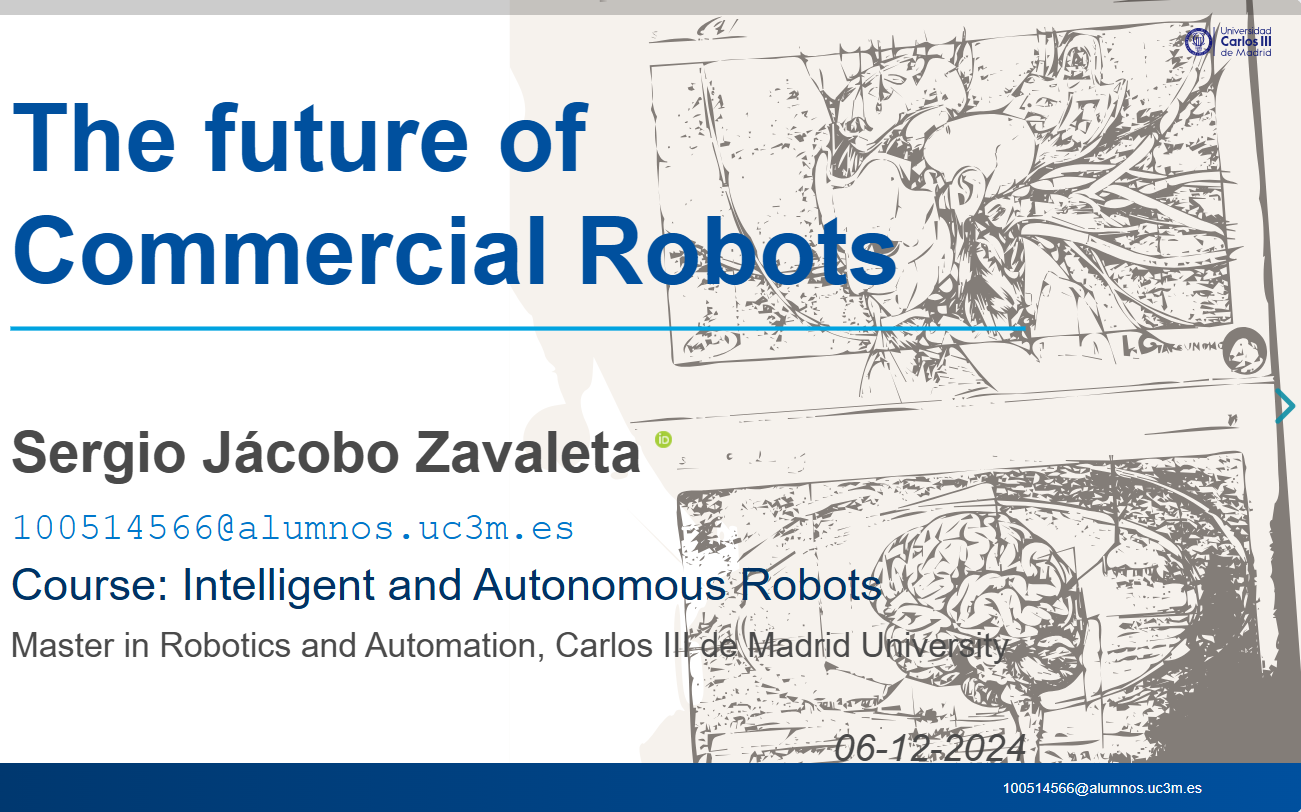 Universidad
Carlos III
de Madrid
The future of
Commercial Robots
Sergio Jácobo Zavaleta
iD
100514566@alumnos.uc3m.es
Course: Intelligent and Autonomous Robots
Master in Robotics and Automation, Carlos III de Madrid University
06-12-2024
100514566@alumnos.uc3m.es